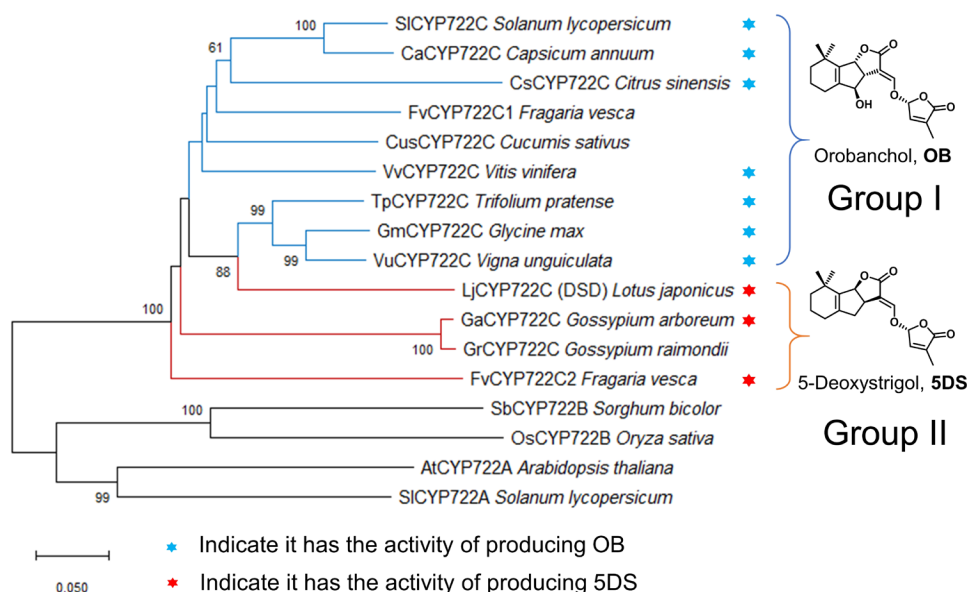 100
SlCYP722C Solanum lycopersicum
61
CaCYP722C Capsicum annuum
CsCYP722C Citrus sinensis
FvCYP722C1 Fragaria vesca
CusCYP722C Cucumis sativus
VvCYP722C Vitis vinifera
99
TpCYP722C Trifolium pratense
GmCYP722C Glycine max
99
VuCYP722C Vigna unguiculata
88
LjCYP722C (DSD) Lotus japonicus
100
GaCYP722C Gossypium arboreum
100
GrCYP722C Gossypium raimondii
FvCYP722C2 Fragaria vesca
100
SbCYP722B Sorghum bicolor
OsCYP722B Oryza sativa
AtCYP722A Arabidopsis thaliana
99
SlCYP722A Solanum lycopersicum
O
O
O
O
O
OH
Orobanchol, OB
Group I
O
O
O
O
O
5-Deoxystrigol, 5DS
Group II
Indicate it has the activity of producing OB
Indicate it has the activity of producing 5DS
0.050